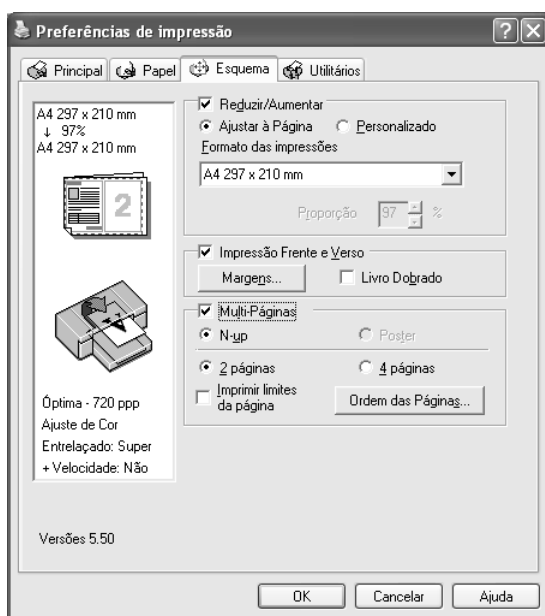 Preferências de impressão
Principal Papel Esquema Utilitários
A4 297 x 210 mm
↓ 97%
A4 297 x 210 mm
2
Óptima - 720 ppp
Ajuste de Cor
Entrelaçado: Super
+ Velocidade: Não
Versões 5.50
Reduzir/Aumentar
Ajustar à Página Personalizado
Formato das impressões
A4 297 x 210 mm
Proporção 97 %
Impressão Frente e Verso
Margens... Livro Dobrado
Multi-Páginas
N-up Poster
2 páginas 4 páginas
Imprimir limites
da página
Ordem das Páginas...
OK Cancelar Ajuda